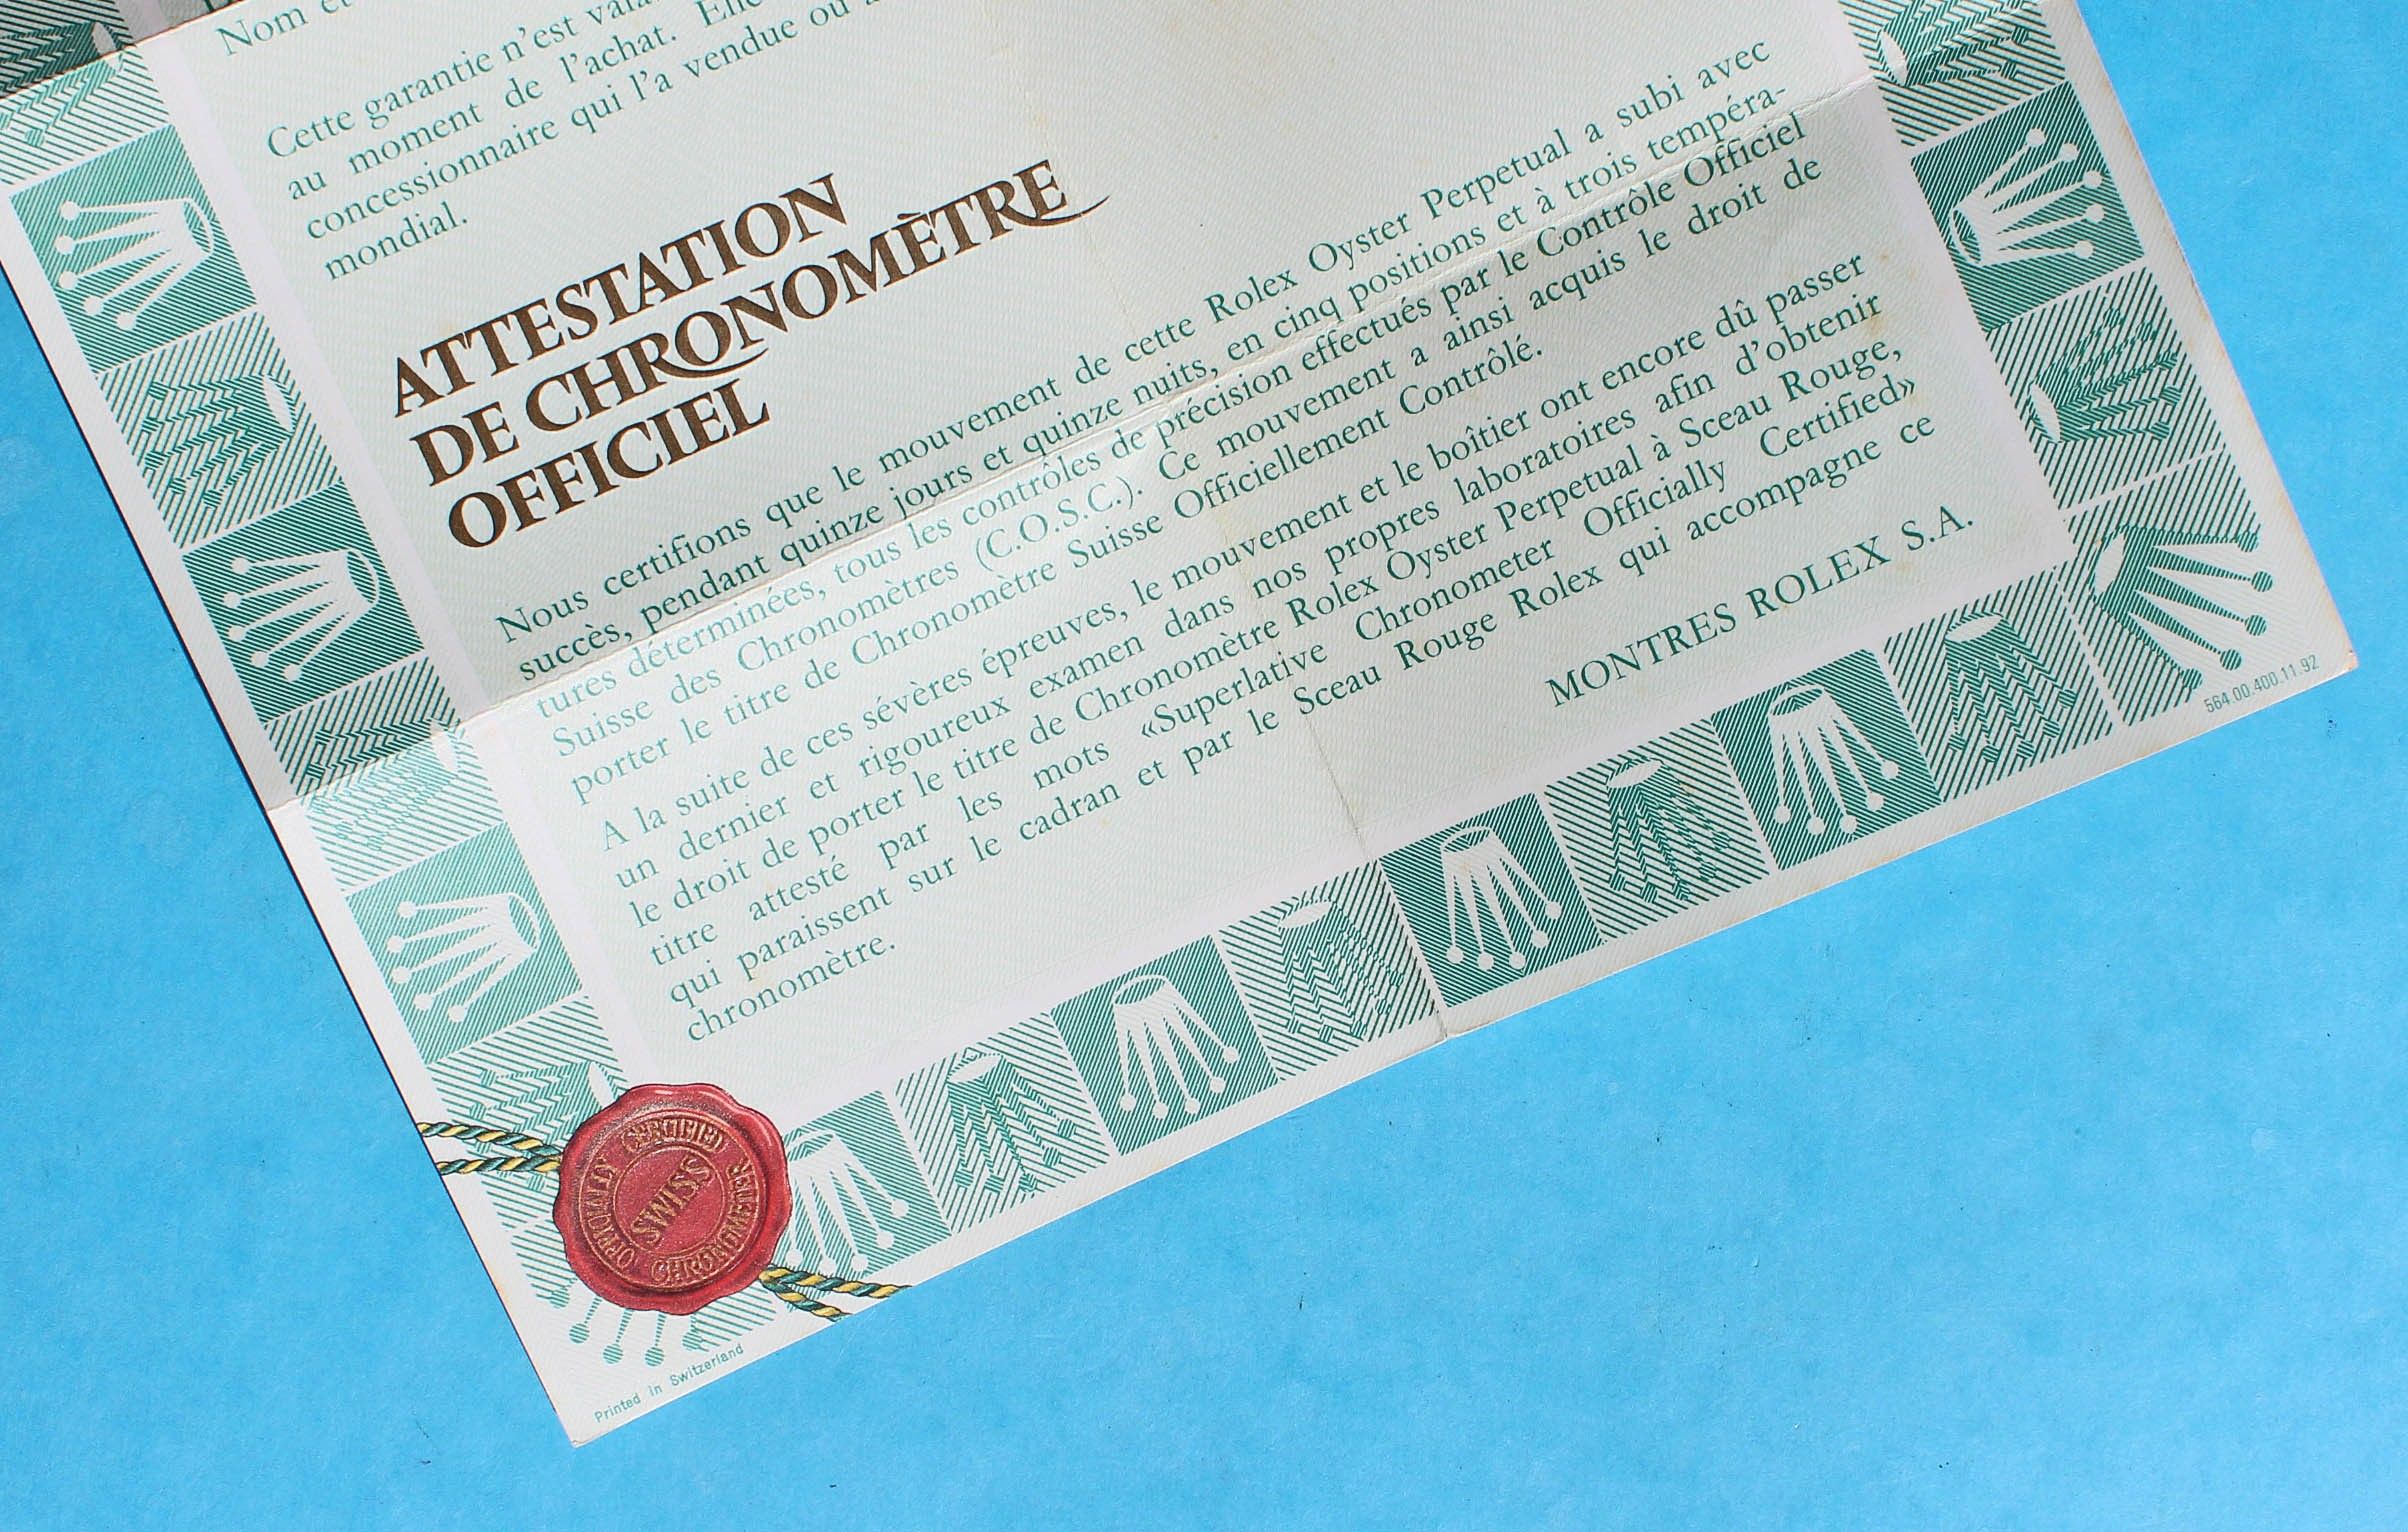 Nom et
Cette garantie n'est
au moment de l'achat.
concessionnaire qui l'a vendue ou
mondial.
ATTESTATION
DE CHRONOMÈTRE
OFFICIEL
Nous certifions que le mouvement de cette Rolex Oyster Perpetual a subi avec
succès, pendant quinze jours et quinze nuits, en cinq positions et à trois tempéra-
tures déterminées, tous les contrôles de précision effectués par le Contrôle Officiel
Suisse des Chronomètres (C.O.S.C.). Ce mouvement a ainsi acquis le droit de
porter le titre de Chronomètre Suisse Officiellement Contrôlé.
A la suite de ces sévères épreuves, le mouvement et le boîtier ont encore dû passer
un dernier et rigoureux examen dans nos propres laboratoires afin d'obtenir
le droit de porter le titre de Chronomètre Rolex Oyster Perpetual à Sceau Rouge,
titre attesté par les mots «Superlative Chronometer Officially Certified»
qui paraissent sur le cadran et par le Sceau Rouge Rolex qui accompagne ce
chronomètre.
MONTRES ROLEX S.A.
564.00.400.11.92
OFFICIALLY CERTIFIED
SWISS
CHRONOMETER
Printed in Switzerland